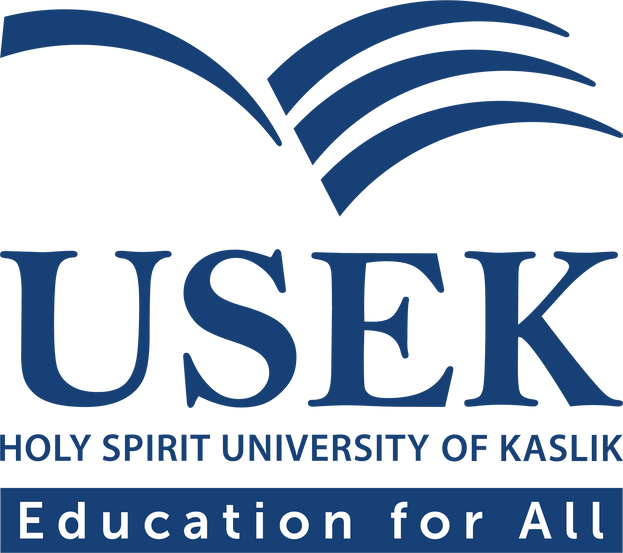 USEK
HOLY SPIRIT UNIVERSITY OF KASLIK
Education for All